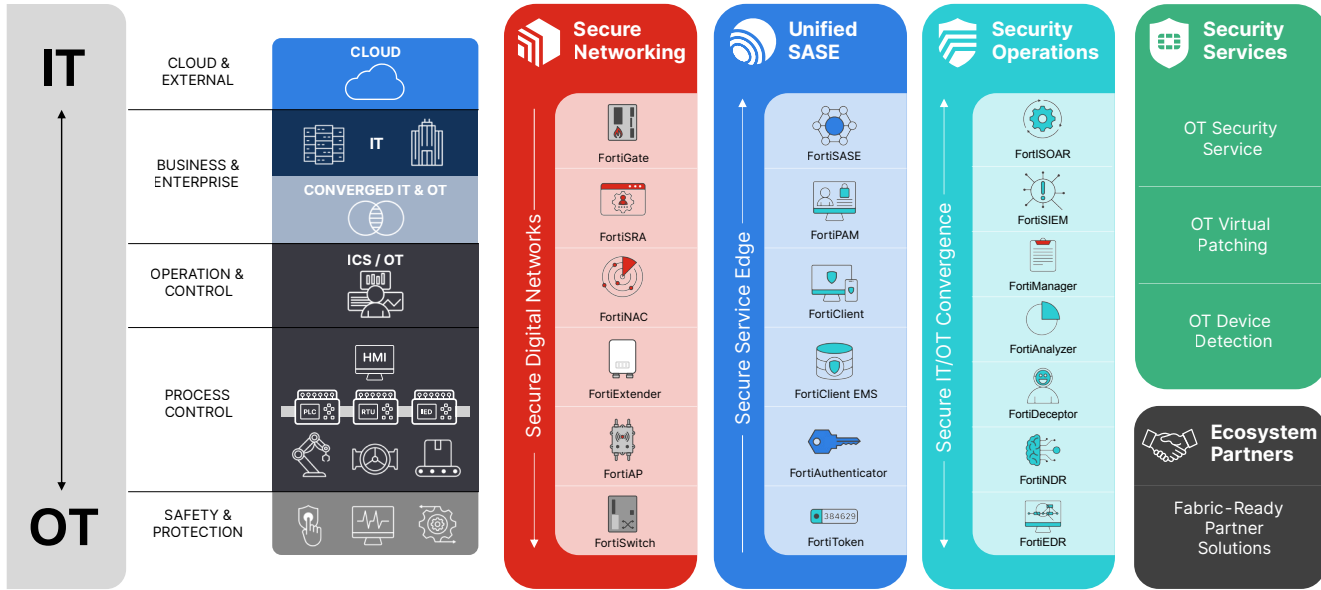 IT
OT
CLOUD &
EXTERNAL
BUSINESS &
ENTERPRISE
OPERATION &
CONTROL
PROCESS
CONTROL
SAFETY &
PROTECTION
CLOUD
IT
CONVERGED IT & OT
ICS / OT
HMI
PLC
RTU
IED
Secure
Networking
Secure Digital Networks
FortiGate
FortiSRA
FortiNAC
FortiExtender
FortiAP
FortiSwitch
Unified
SASE
Secure Service Edge
FortiSASE
FortiPAM
FortiClient
FortiClient EMS
FortiAuthenticator
384629
FortiToken
Security
Operations
Secure IT/OT Convergence
FortiSOAR
FortiSIEM
FortiManager
FortiAnalyzer
FortiDeceptor
FortiNDR
FortiEDR
Security
Services
OT Security
Service
OT Virtual
Patching
OT Device
Detection
Ecosystem
Partners
Fabric-Ready
Partner
Solutions